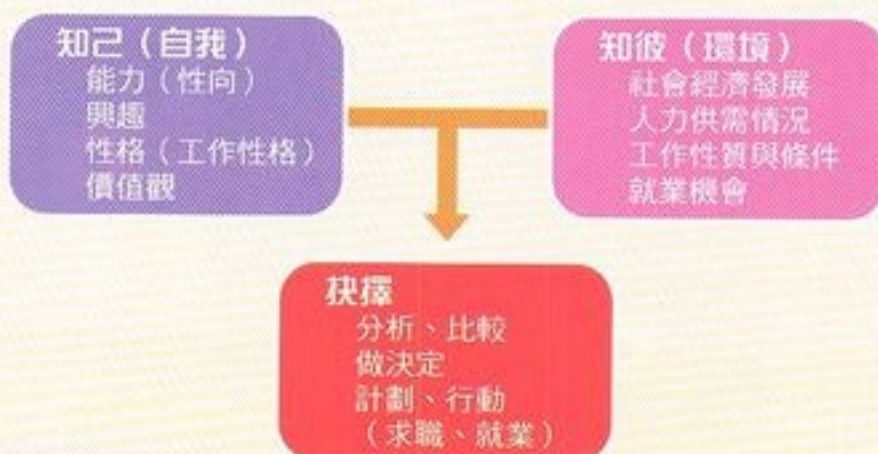 知己（自我）
能力（性向）
興趣
性格（工作性格）
價值觀
知彼（環境）
社會經濟發展
人力供需情況
工作性質與條件
就業機會
抉擇
分析、比較
做決定
計劃、行動
（求職、就業）